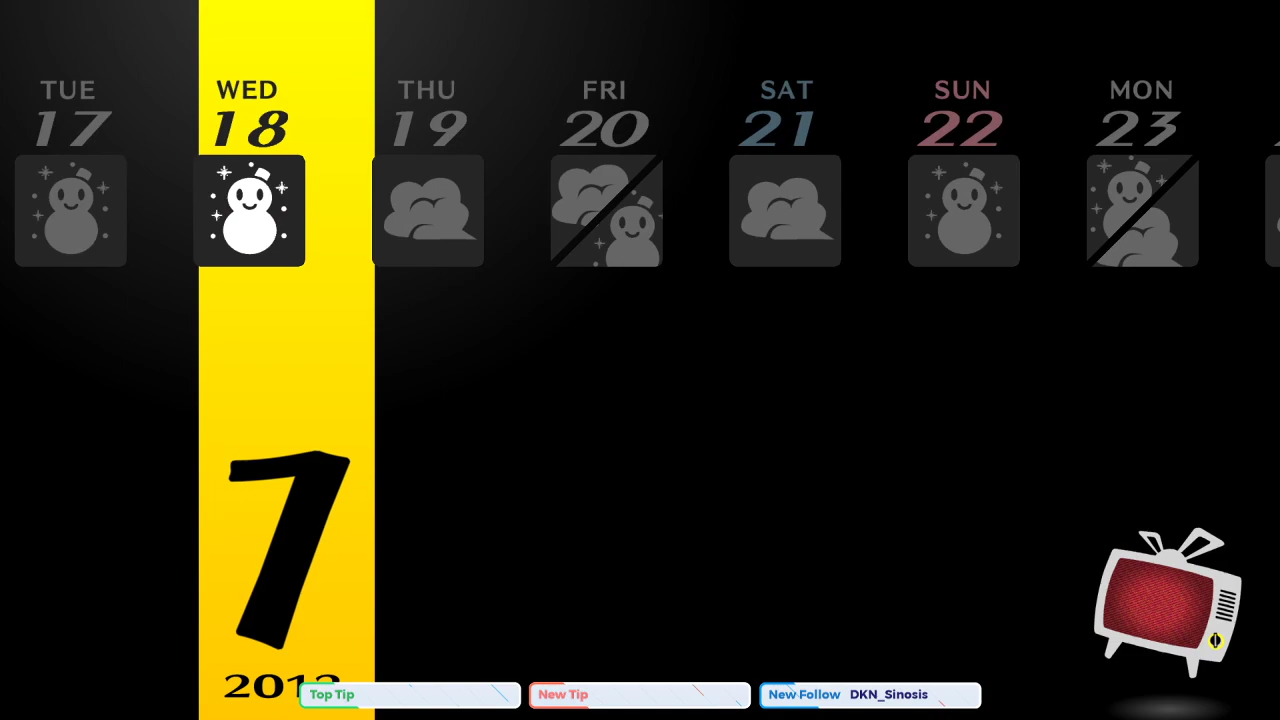 TUE WED THU FRI SAT SUN MON
17 18 19 20 21 22 23
1
2012
Top Tip
New Tip
New Follow DKN_Sinosis